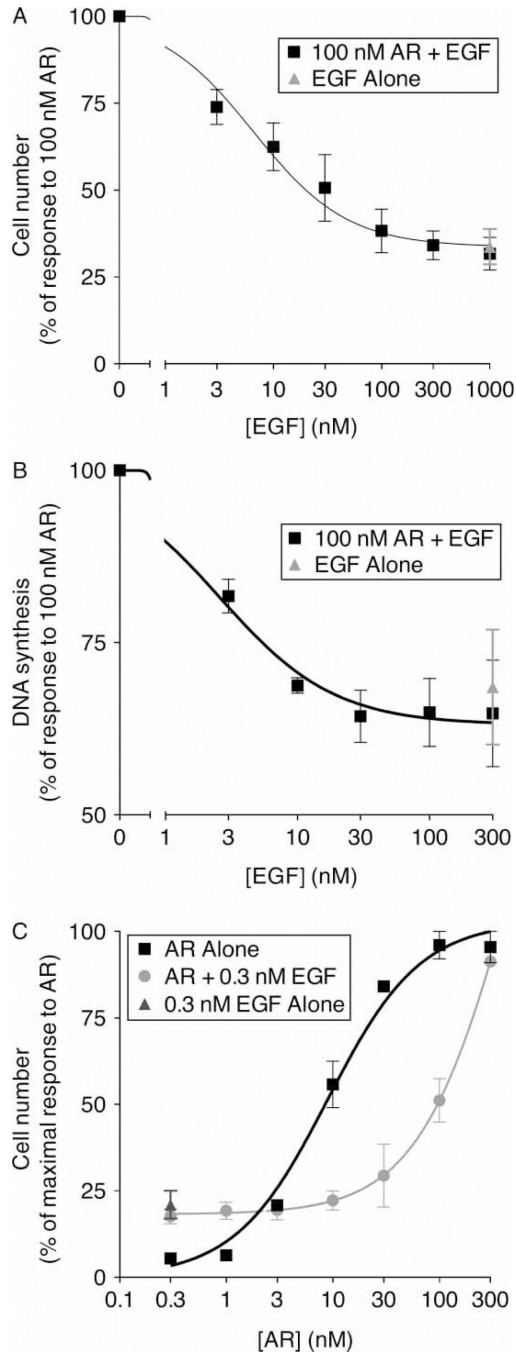 A
100
75
50
25
0
Cell number
(% of response to 100 nM AR)
100 nM AR + EGF
EGF Alone
0 1 3 10 30 100 300 1000
[EGF] (nM)
B
100
75
50
DNA synthesis
(% of response to 100 nM AR)
100 nM AR + EGF
EGF Alone
0 1 3 10 30 100 300
[EGF] (nM)
C
100
75
50
25
0
Cell number
(% of maximal response to AR)
AR Alone
AR + 0.3 nM EGF
0.3 nM EGF Alone
0.1 0.3 1 3 10 30 100 300
[AR] (nM)